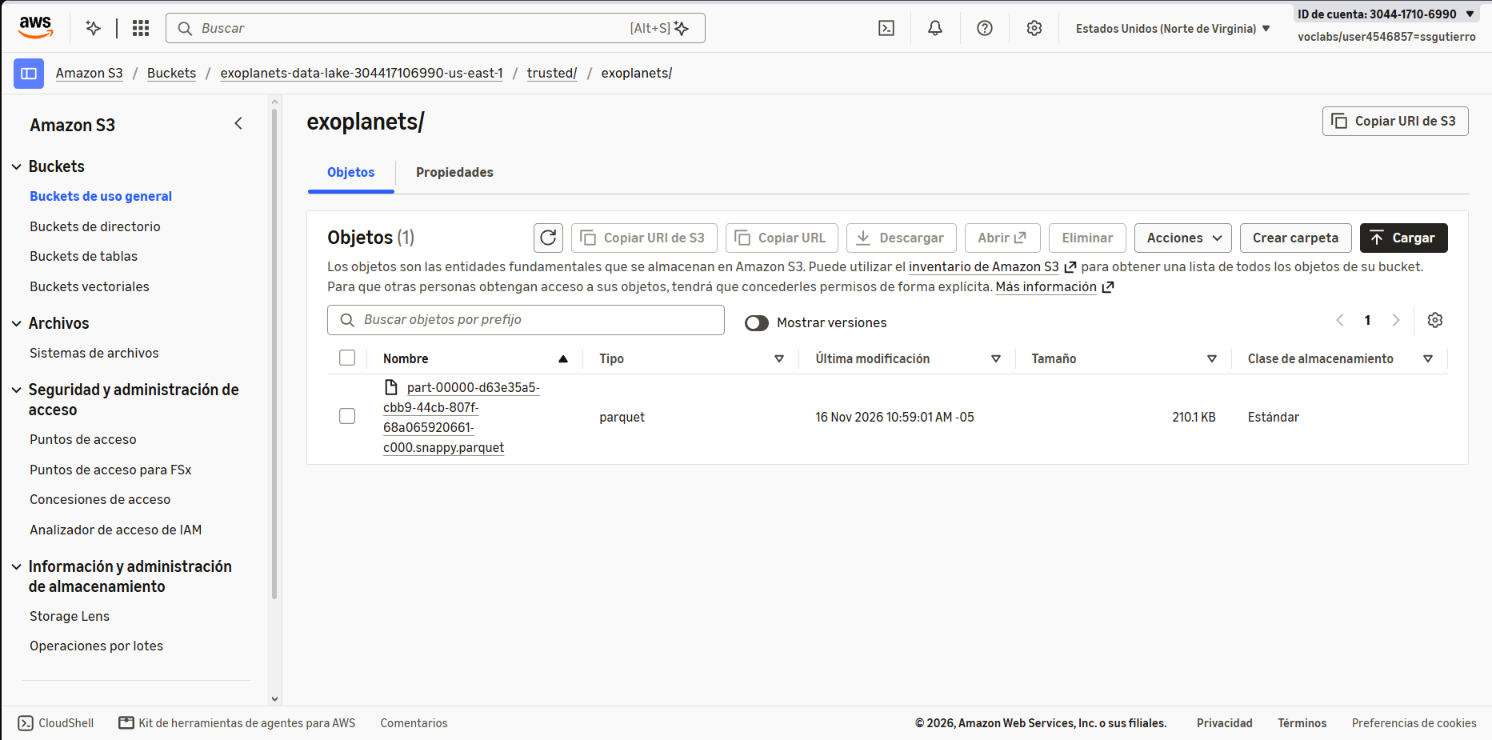 aws
Buscar [Alt+S]
Estados Unidos (Norte de Virginia)
ID de cuenta: 3044-1710-6990
voclabs/user4546857=ssgutierro
Amazon S3 / Buckets / exoplanets-data-lake-304417106990-us-east-1 / trusted/ / exoplanets/
Amazon S3
Buckets
Buckets de uso general
Buckets de directorio
Buckets de tablas
Buckets vectoriales
Archivos
Sistemas de archivos
Seguridad y administración de
acceso
Puntos de acceso
Puntos de acceso para FSx
Concesiones de acceso
Analizador de acceso de IAM
Información y administración
de almacenamiento
Storage Lens
Operaciones por lotes
exoplanets/
Copiar URI de S3
Objetos Propiedades
Objetos (1)
Copiar URI de S3 Copiar URL Descargar Abrir Eliminar Acciones Crear carpeta Cargar
Los objetos son las entidades fundamentales que se almacenan en Amazon S3. Puede utilizar el inventario de Amazon S3 para obtener una lista de todos los objetos de su bucket.
Para que otras personas obtengan acceso a sus objetos, tendrá que concederles permisos de forma explícita. Más información
Buscar objetos por prefijo
Mostrar versiones
1
Nombre Tipo Última modificación Tamaño Clase de almacenamiento
part-00000-d63e35a5-
cbb9-44cb-807f-
68a065920661-
c000.snappy.parquet
parquet 16 Nov 2026 10:59:01 AM -05 210.1 KB Estándar
CloudShell Kit de herramientas de agentes para AWS Comentarios
© 2026, Amazon Web Services, Inc. o sus filiales. Privacidad Términos Preferencias de cookies